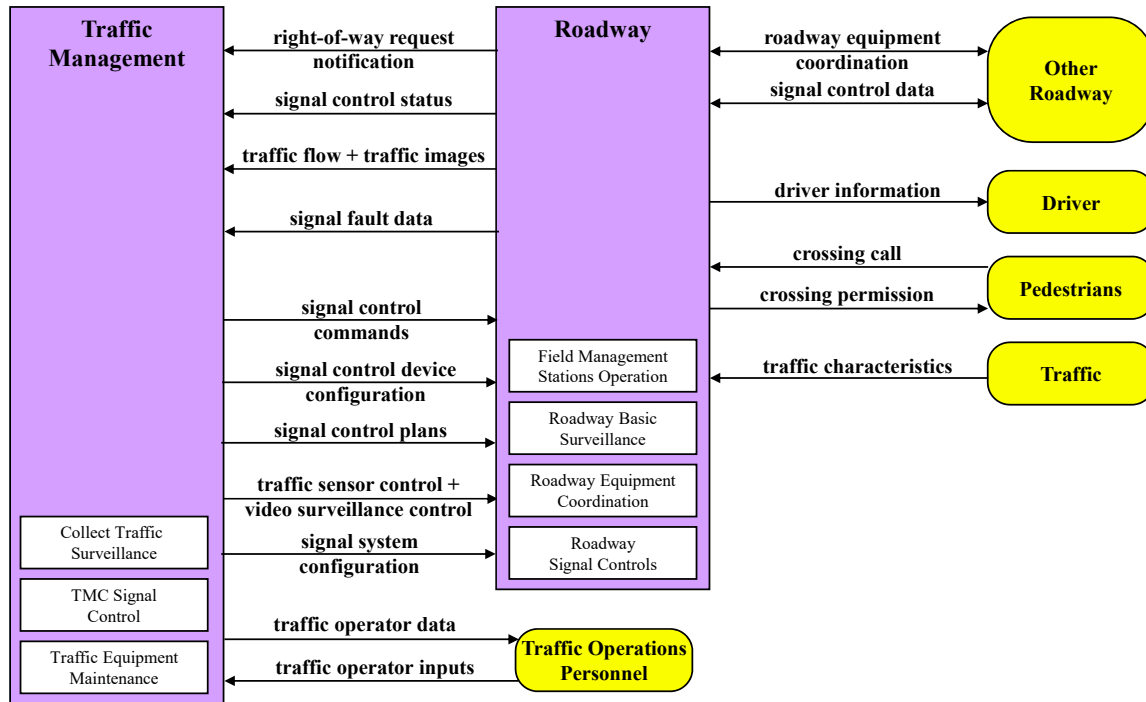 Traffic
Management
right-of-way request
notification
signal control status
traffic flow + traffic images
signal fault data
signal control
commands
signal control device
configuration
signal control plans
traffic sensor control +
video surveillance control
signal system
configuration
traffic operator data
traffic operator inputs
Collect Traffic
Surveillance
TMC Signal
Control
Traffic Equipment
Maintenance
Roadway
Field Management
Stations Operation
Roadway Basic
Surveillance
Roadway Equipment
Coordination
Roadway
Signal Controls
Traffic Operations
Personnel
roadway equipment
coordination
signal control data
driver information
crossing call
crossing permission
traffic characteristics
Other
Roadway
Driver
Pedestrians
Traffic